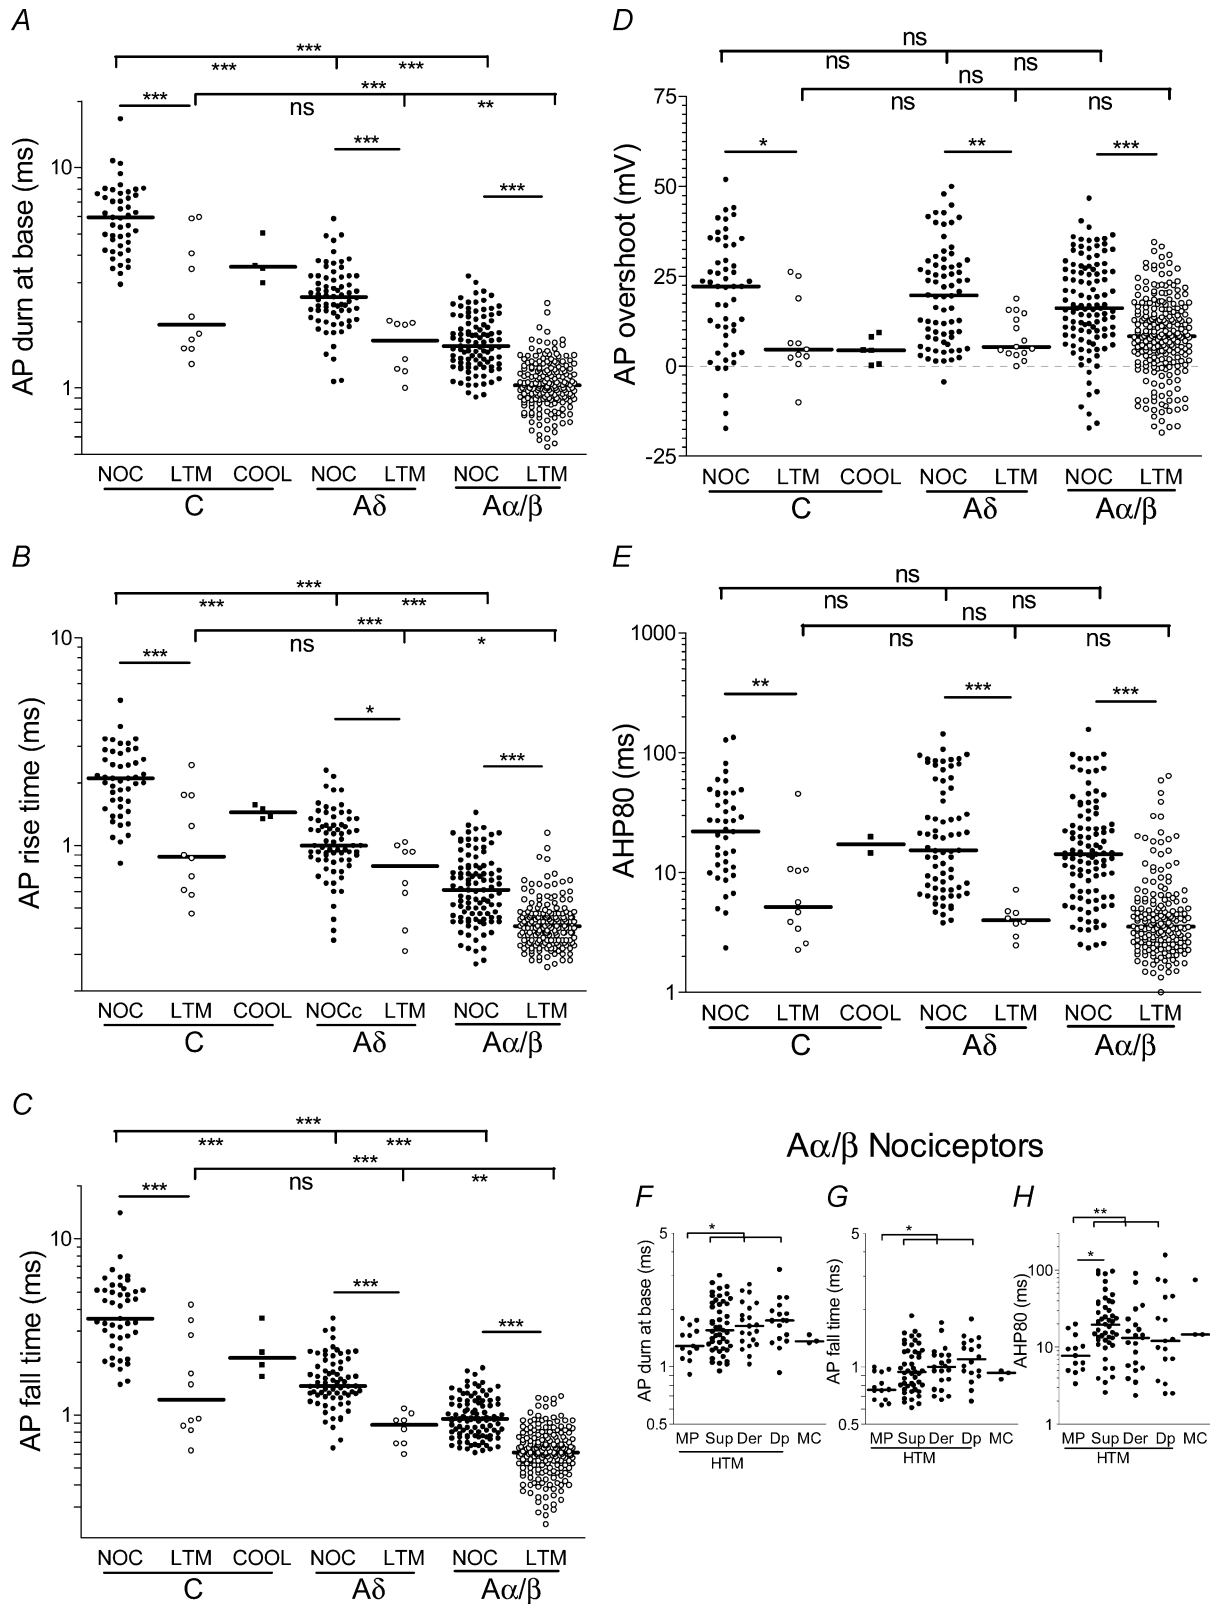 A
***
*** ***
***
*** ns **
***
***
AP durn at base (ms)
10
1
NOC LTM COOL NOC LTM NOC LTM
C Aδ Aα/β
B
***
*** ***
***
ns *
***
*
***
AP rise time (ms)
10
1
NOC LTM COOL NOCc LTM NOC LTM
C Aδ Aα/β
C
***
*** ***
***
ns **
***
***
***
AP fall time (ms)
10
1
NOC LTM COOL NOC LTM NOC LTM
C Aδ Aα/β
D
ns
ns ns
ns
ns ns
* ** ***
AP overshoot (mV)
75
50
25
0
-25
NOC LTM COOL NOC LTM NOC LTM
C Aδ Aα/β
E
ns
ns ns
ns
ns ns
** *** ***
AHP80 (ms)
1000
100
10
1
NOC LTM COOL NOC LTM NOC LTM
C Aδ Aα/β
Aα/β Nociceptors
F
*
AP durn at base (ms)
5
1
0.5
MP Sup Der Dp MC
HTM
G
*
AP fall time (ms)
5
1
0.5
MP Sup Der Dp MC
HTM
H
**
*
AHP80 (ms)
100
10
1
MP Sup Der Dp MC
HTM